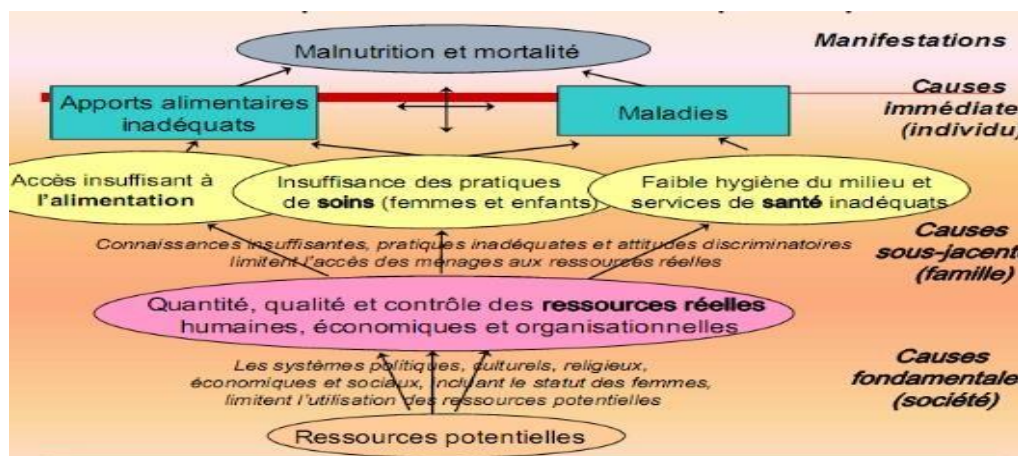 Malnutrition et mortalité
Manifestations
Apports alimentaires
inadéquats
Maladies
Causes
immédiate
(individu)
Accès insuffisant à
l'alimentation
Insuffisance des pratiques
de soins (femmes et enfants)
Faible hygiène du milieu et
services de santé inadéquats
Connaissances insuffisantes, pratiques inadéquates et attitudes discriminatoires
limitent l'accès des ménages aux ressources réelles
Causes
sous-jacent
(famille)
Quantité, qualité et contrôle des ressources réelles
humaines, économiques et organisationnelles
Les systèmes politiques, culturels, religieux,
économiques et sociaux, incluant le statut des femmes,
limitent l'utilisation des ressources potentielles
Causes
fondamentale
(société)
Ressources potentielles